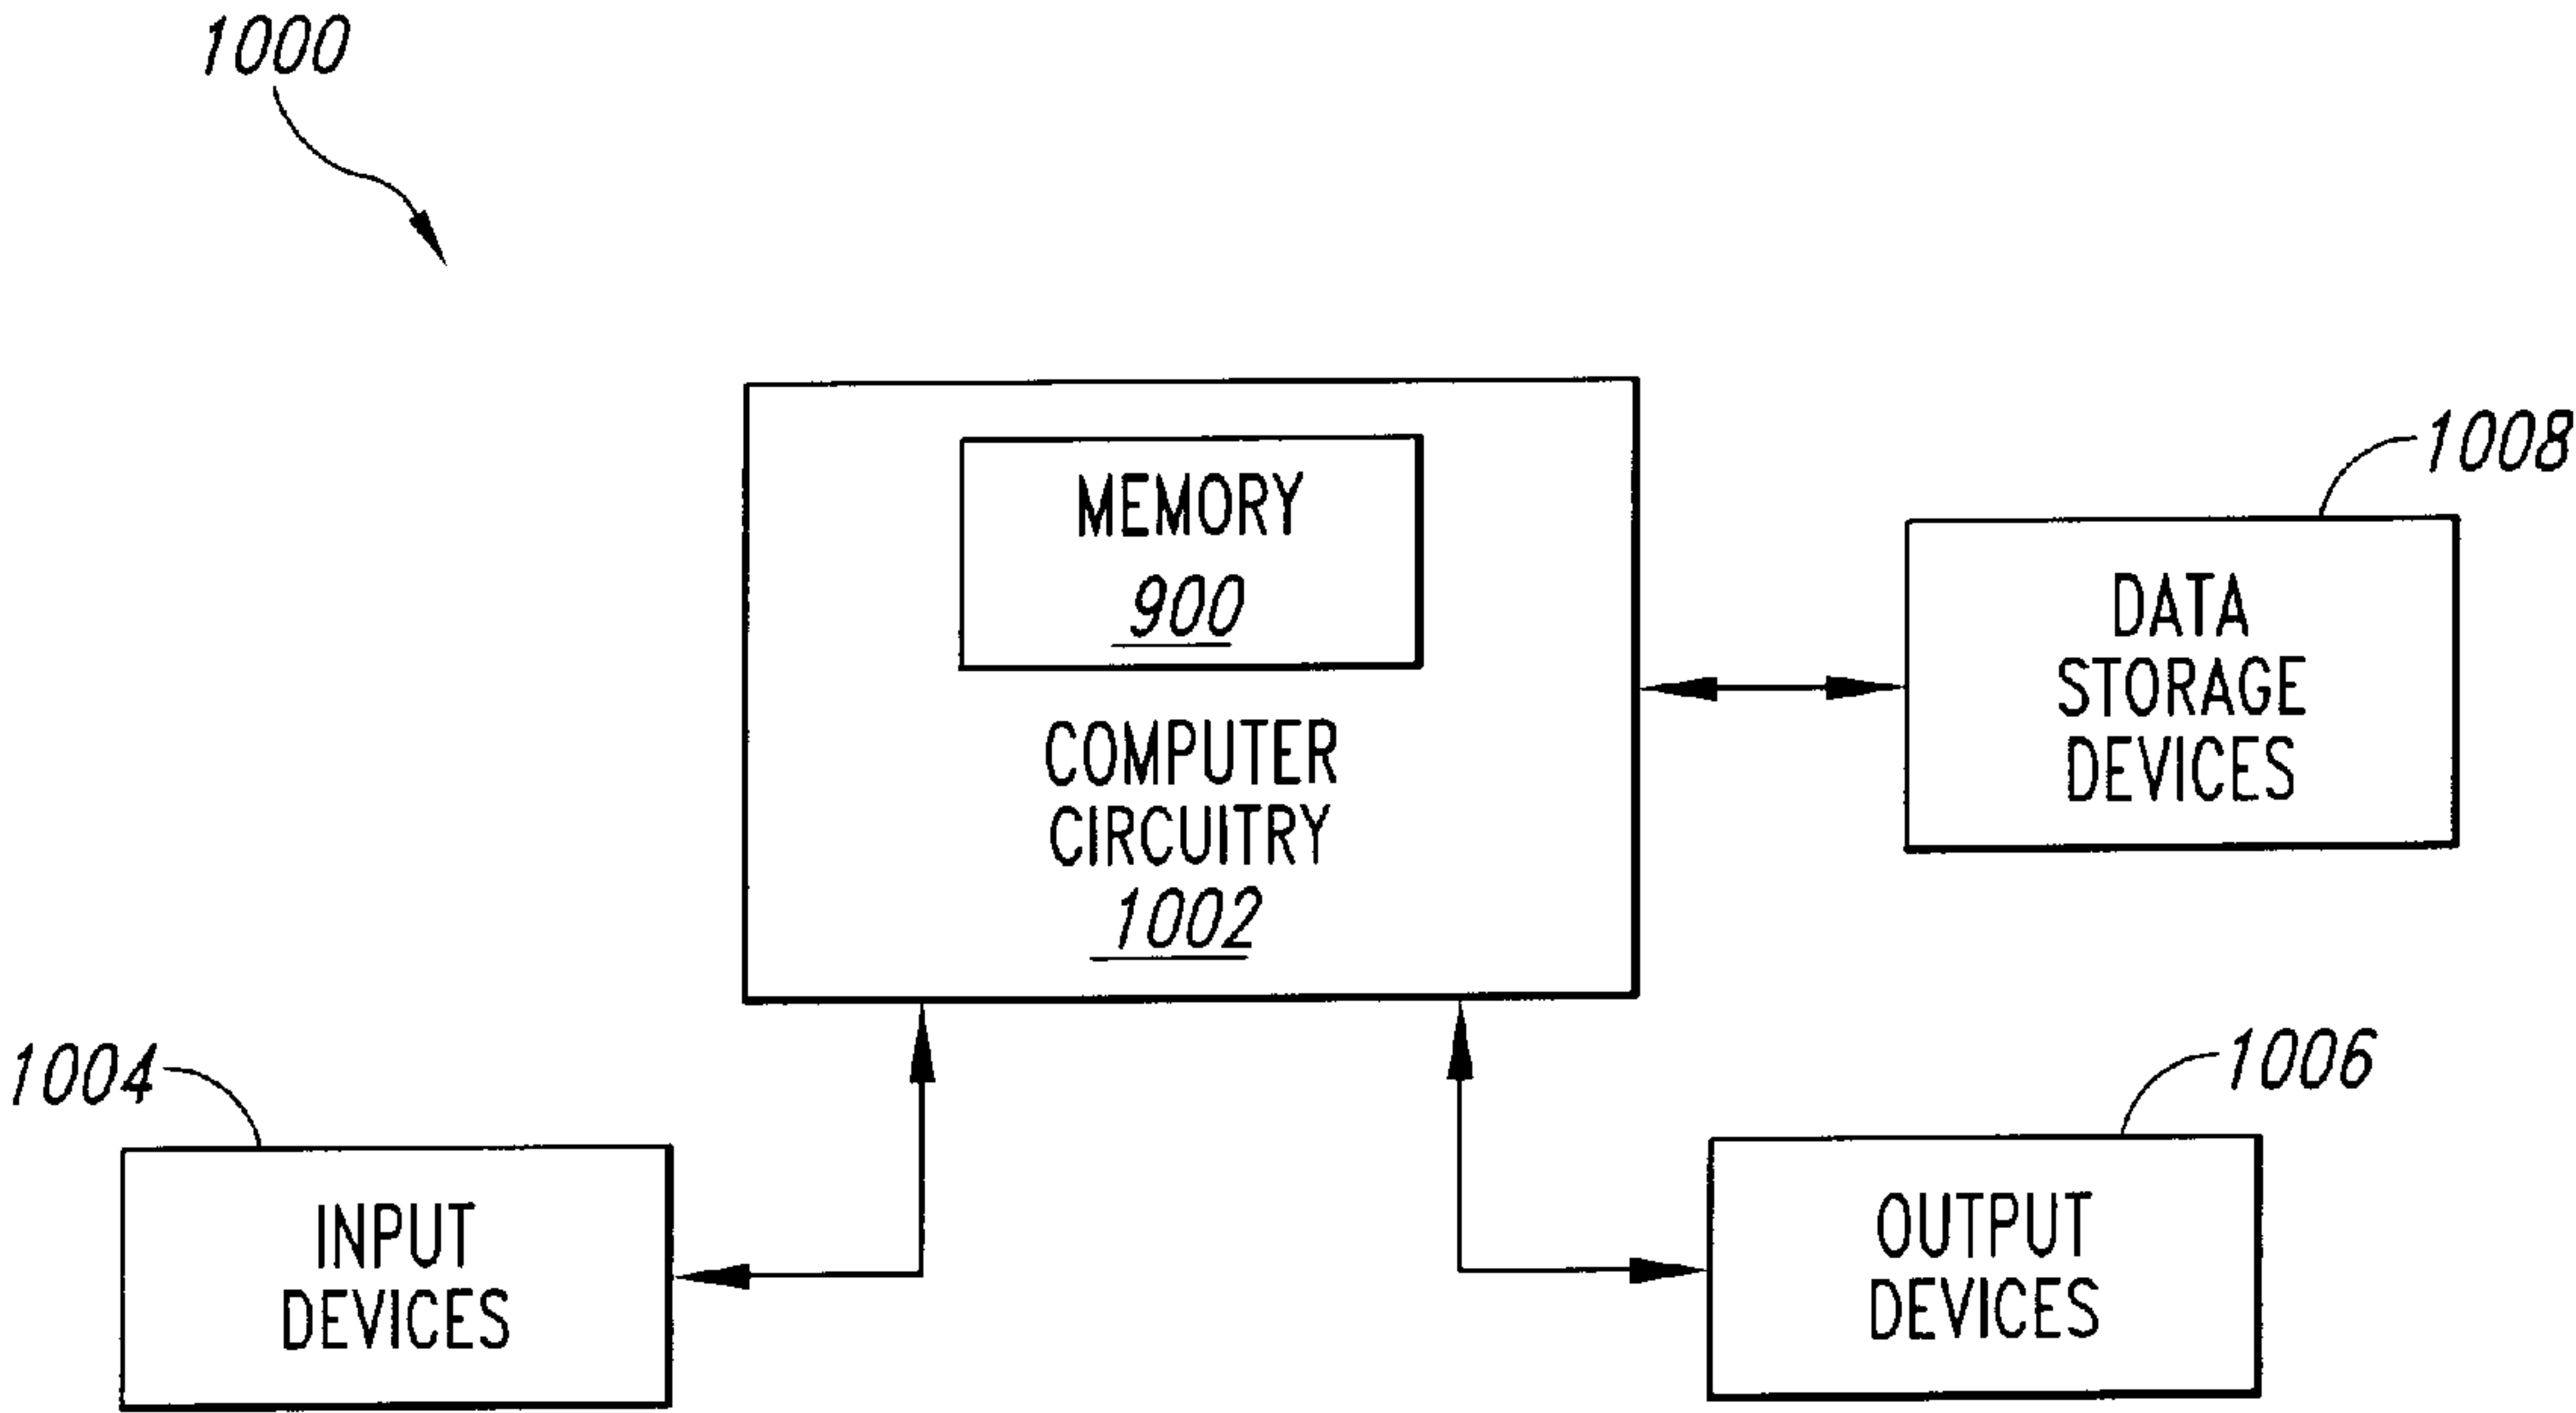 1000
MEMORY
900
COMPUTER
CIRCUITRY
1002
1008
DATA
STORAGE
DEVICES
1004
INPUT
DEVICES
1006
OUTPUT
DEVICES